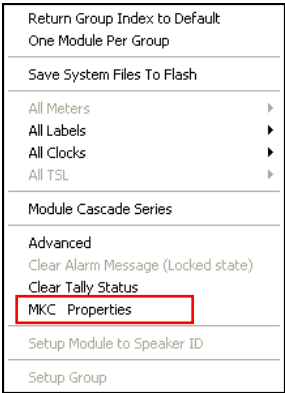 Return Group Index to Default
One Module Per Group
Save System Files To Flash
All Meters
All Labels
All Clocks
All TSL
Module Cascade Series
Advanced
Clear Alarm Message (Locked state)
Clear Tally Status
MKC Properties
Setup Module to Speaker ID
Setup Group